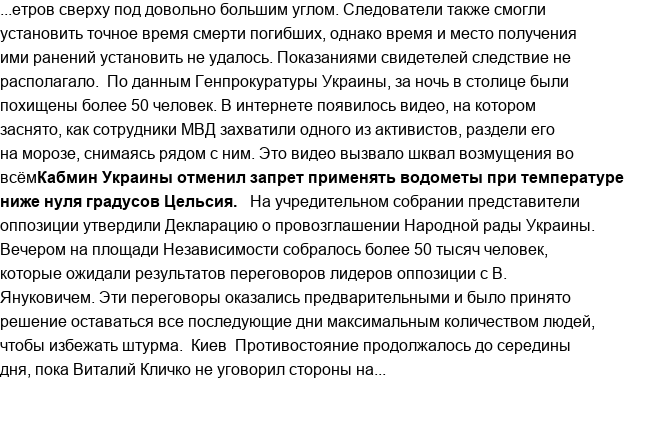 ...етров сверху под довольно большим углом. Следователи также смогли
установить точное время смерти погибших, однако время и место получения
ими ранений установить не удалось. Показаниями свидетелей следствие не
располагало.  По данным Генпрокуратуры Украины, за ночь в столице были
похищены более 50 человек. В интернете появилось видео, на котором
заснято, как сотрудники МВД захватили одного из активистов, раздели его
на морозе, снимаясь рядом с ним. Это видео вызвало шквал возмущения во
всёмКабмин Украины отменил запрет применять водометы при температуре
ниже нуля градусов Цельсия.   На учредительном собрании представители
оппозиции утвердили Декларацию о провозглашении Народной рады Украины.
Вечером на площади Независимости собралось более 50 тысяч человек,
которые ожидали результатов переговоров лидеров оппозиции с В.
Януковичем. Эти переговоры оказались предварительными и было принято
решение оставаться все последующие дни максимальным количеством людей,
чтобы избежать штурма.  Киев  Противостояние продолжалось до середины
дня, пока Виталий Кличко не уговорил стороны на...